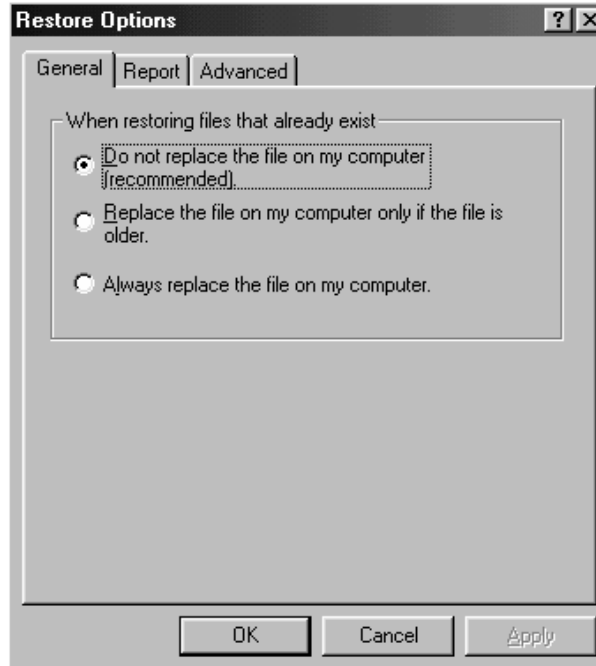 Restore Options
General Report Advanced
When restoring files that already exist
Do not replace the file on my computer
(recommended).
Replace the file on my computer only if the file is
older.
Always replace the file on my computer.
OK Cancel Apply